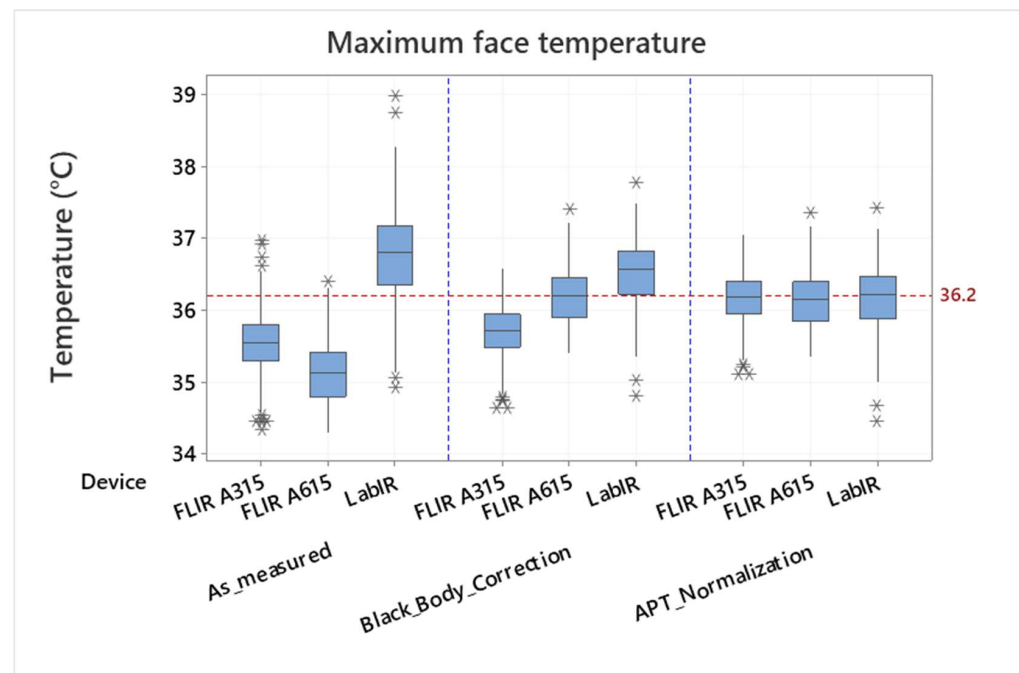 Maximum face temperature
Temperature (°C)
39
38
37
36
35
34
36.2
Device
FLIR A315
FLIR A615
LabIR
FLIR A315
FLIR A615
LabIR
FLIR A315
FLIR A615
LabIR
As_measured
Black_Body_Correction
APT_Normalization